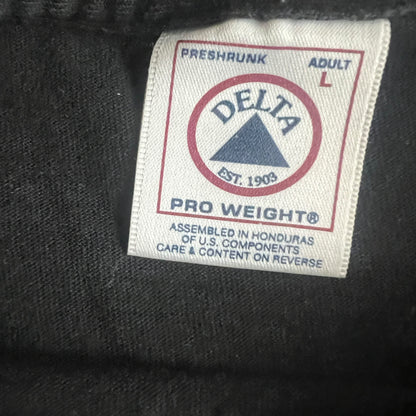 PRESHRUNK ADULT
L
DELTA
EST. 1903
PRO WEIGHT®
ASSEMBLED IN HONDURAS
OF U.S. COMPONENTS
CARE & CONTENT ON REVERSE